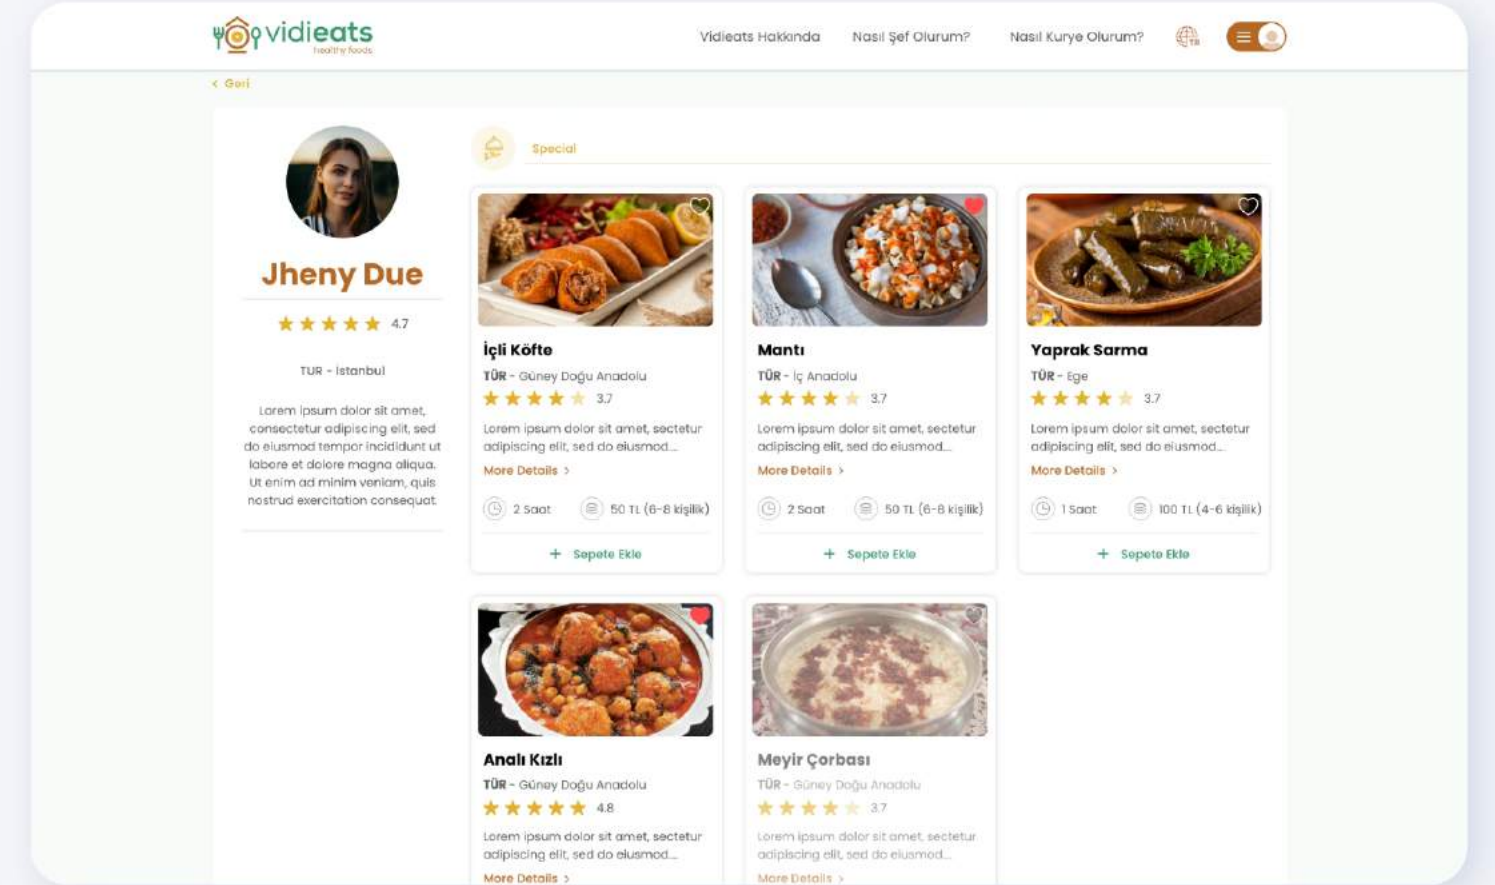 vidieats
healthy foods
Vidieats Hakkında
Nasıl Şef Olurum?
Nasıl Kurye Olurum?
TR
< Geri
Jheny Due
4.7
TUR - İstanbul
Lorem ipsum dolor sit amet,
consectetur adipiscing elit, sed
do eiusmod tempor incididunt ut
labore et dolore magna aliqua.
Ut enim ad minim veniam, quis
nostrud exercitation consequat.
Special
İçli Köfte
TÜR - Güney Doğu Anadolu
3.7
Lorem ipsum dolor sit amet, sectetur
adipiscing elit, sed do eiusmod...
More Details >
2 Saat
50 TL (6-8 kişilik)
+ Sepete Ekle
Mantı
TÜR - İç Anadolu
3.7
Lorem ipsum dolor sit amet, sectetur
adipiscing elit, sed do eiusmod...
More Details >
2 Saat
50 TL (6-8 kişilik)
+ Sepete Ekle
Yaprak Sarma
TÜR - Ege
3.7
Lorem ipsum dolor sit amet, sectetur
adipiscing elit, sed do eiusmod...
More Details >
1 Saat
100 TL (4-6 kişilik)
+ Sepete Ekle
Analı Kızlı
TÜR - Güney Doğu Anadolu
4.8
Lorem ipsum dolor sit amet, sectetur
adipiscing elit, sed do eiusmod...
More Details >
Meyir Çorbası
TÜR - Güney Doğu Anadolu
3.7
Lorem ipsum dolor sit amet, sectetur
adipiscing elit, sed do eiusmod...
More Details >